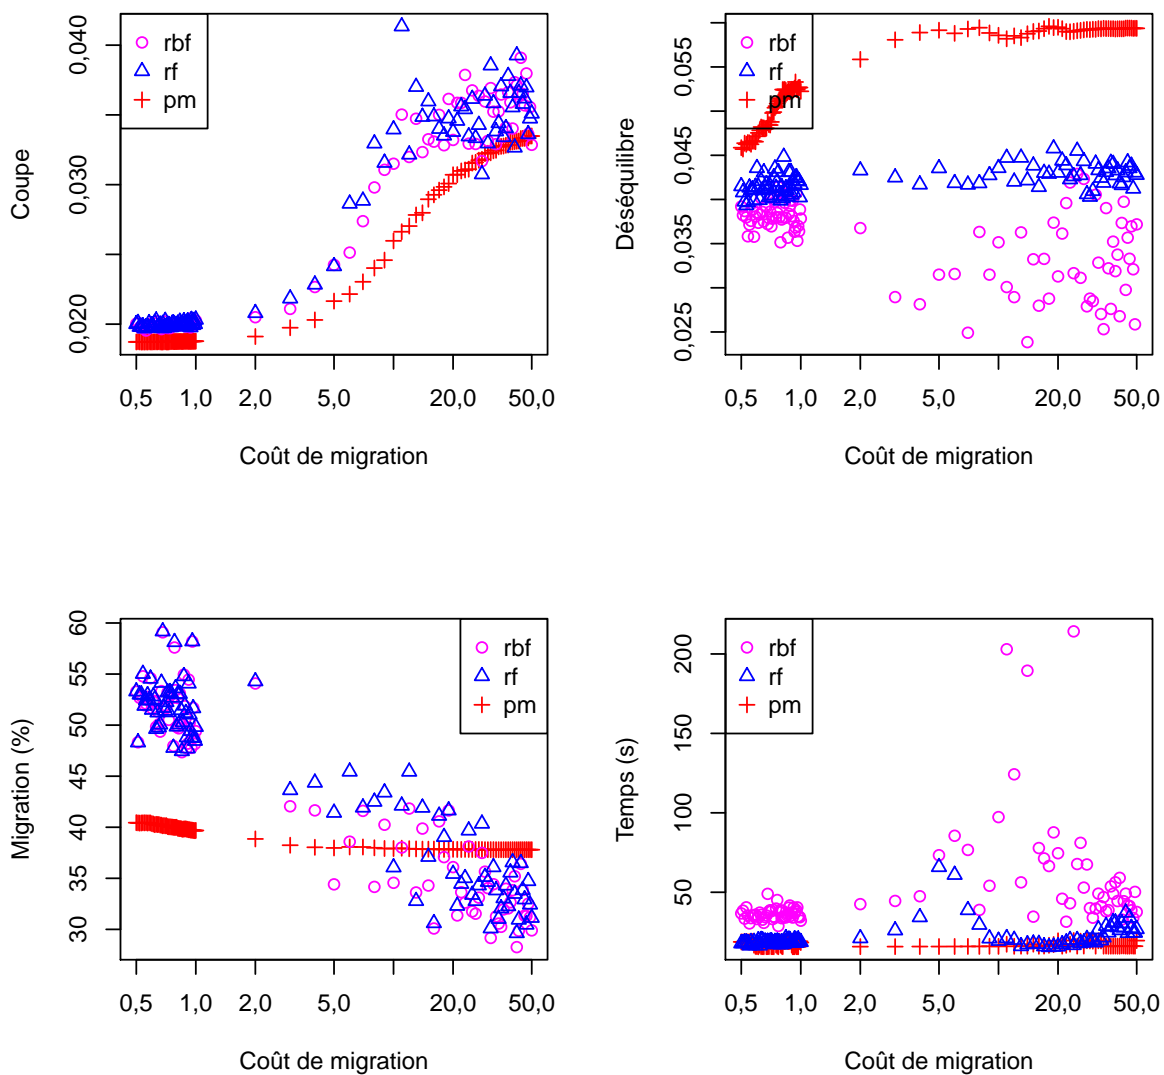 Coupe
0,040
0,030
0,020
rbf
rf
pm
0,5 1,0 2,0 5,0 20,0 50,0
Coût de migration
Déséquilibre
0,055
0,045
0,035
0,025
rbf
rf
pm
0,5 1,0 2,0 5,0 20,0 50,0
Coût de migration
Migration (%)
60
55
50
45
40
35
30
rbf
rf
pm
0,5 1,0 2,0 5,0 20,0 50,0
Coût de migration
Temps (s)
200
150
100
50
rbf
rf
pm
0,5 1,0 2,0 5,0 20,0 50,0
Coût de migration